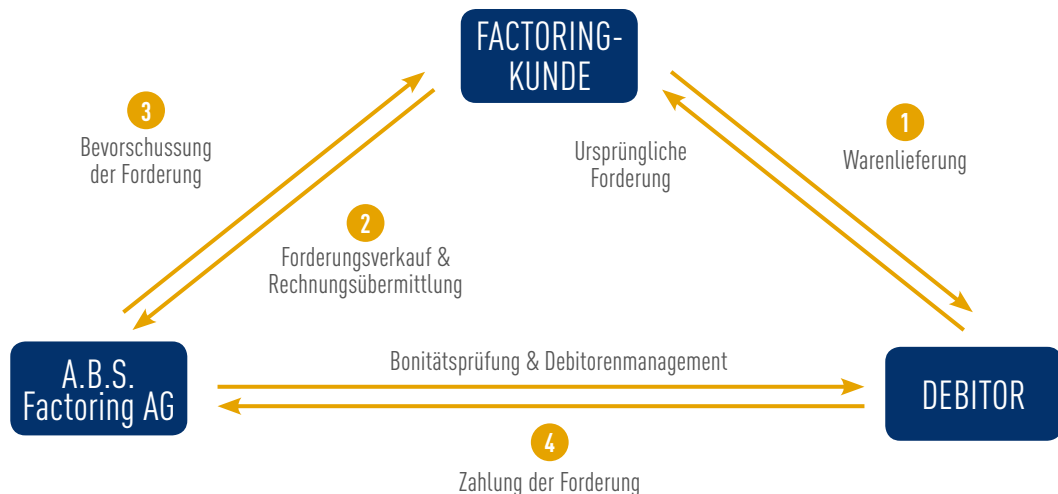 FACTORING-
KUNDE
3
Bevorschussung
der Forderung
Ursprüngliche
Forderung
1
Warenlieferung
2
Forderungsverkauf &
Rechnungsübermittlung
A.B.S.
Factoring AG
Bonitätsprüfung & Debitorenmanagement
DEBITOR
4
Zahlung der Forderung